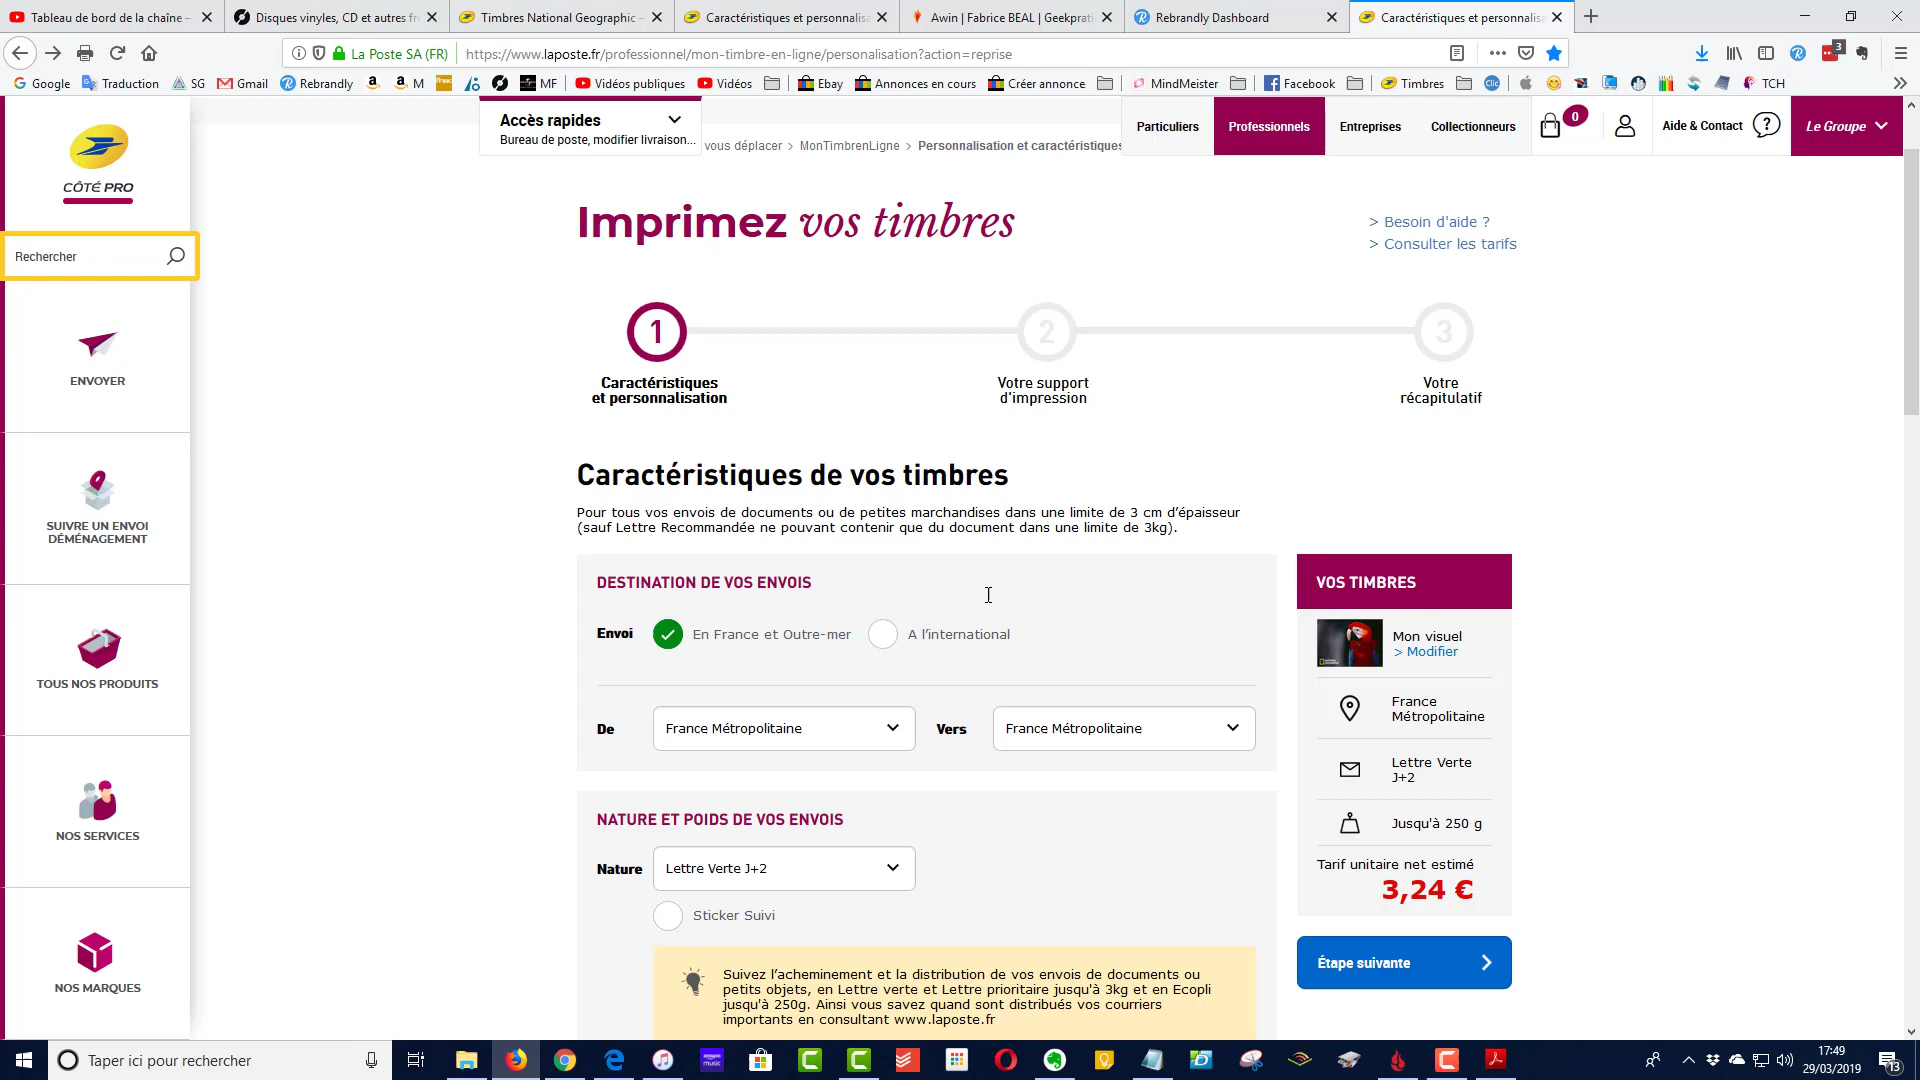 Tableau de bord de la chaîne –
Disques vinyles, CD et autres fr
Timbres National Geographic –
Caractéristiques et personnalisa
Awin | Fabrice BEAL | Geekprati
Rebrandly Dashboard
Caractéristiques et personnalisa
La Poste SA (FR)
https://www.laposte.fr/professionnel/mon-timbre-en-ligne/personalisation?action=reprise
3
Google
Traduction
SG
Gmail
Rebrandly
M
MF
Vidéos publiques
Vidéos
Ebay
Annonces en cours
Créer annonce
MindMeister
Facebook
Timbres
Clic
TCH
CÔTÉ PRO
Accès rapides
Bureau de poste, modifier livraison...
vous déplacer > MonTimbrenLigne > Personnalisation et caractéristiques
Particuliers
Professionnels
Entreprises
Collectionneurs
0
Aide & Contact
?
Le Groupe
Rechercher
ENVOYER
SUIVRE UN ENVOI
DÉMÉNAGEMENT
TOUS NOS PRODUITS
NOS SERVICES
NOS MARQUES
Imprimez vos timbres
> Besoin d'aide ?
> Consulter les tarifs
1
2
3
Caractéristiques
et personnalisation
Votre support
d'impression
Votre
récapitulatif
Caractéristiques de vos timbres
Pour tous vos envois de documents ou de petites marchandises dans une limite de 3 cm d'épaisseur
(sauf Lettre Recommandée ne pouvant contenir que du document dans une limite de 3kg).
DESTINATION DE VOS ENVOIS
Envoi
En France et Outre-mer
A l'international
De
France Métropolitaine
Vers
France Métropolitaine
NATURE ET POIDS DE VOS ENVOIS
Nature
Lettre Verte J+2
Sticker Suivi
Suivez l'acheminement et la distribution de vos envois de documents ou
petits objets, en Lettre verte et Lettre prioritaire jusqu'à 3kg et en Ecopli
jusqu'à 250g. Ainsi vous savez quand sont distribués vos courriers
importants en consultant www.laposte.fr
VOS TIMBRES
Mon visuel
> Modifier
France
Métropolitaine
Lettre Verte
J+2
Jusqu'à 250 g
Tarif unitaire net estimé
3,24 €
Étape suivante
Taper ici pour rechercher
17:49
29/03/2019
13